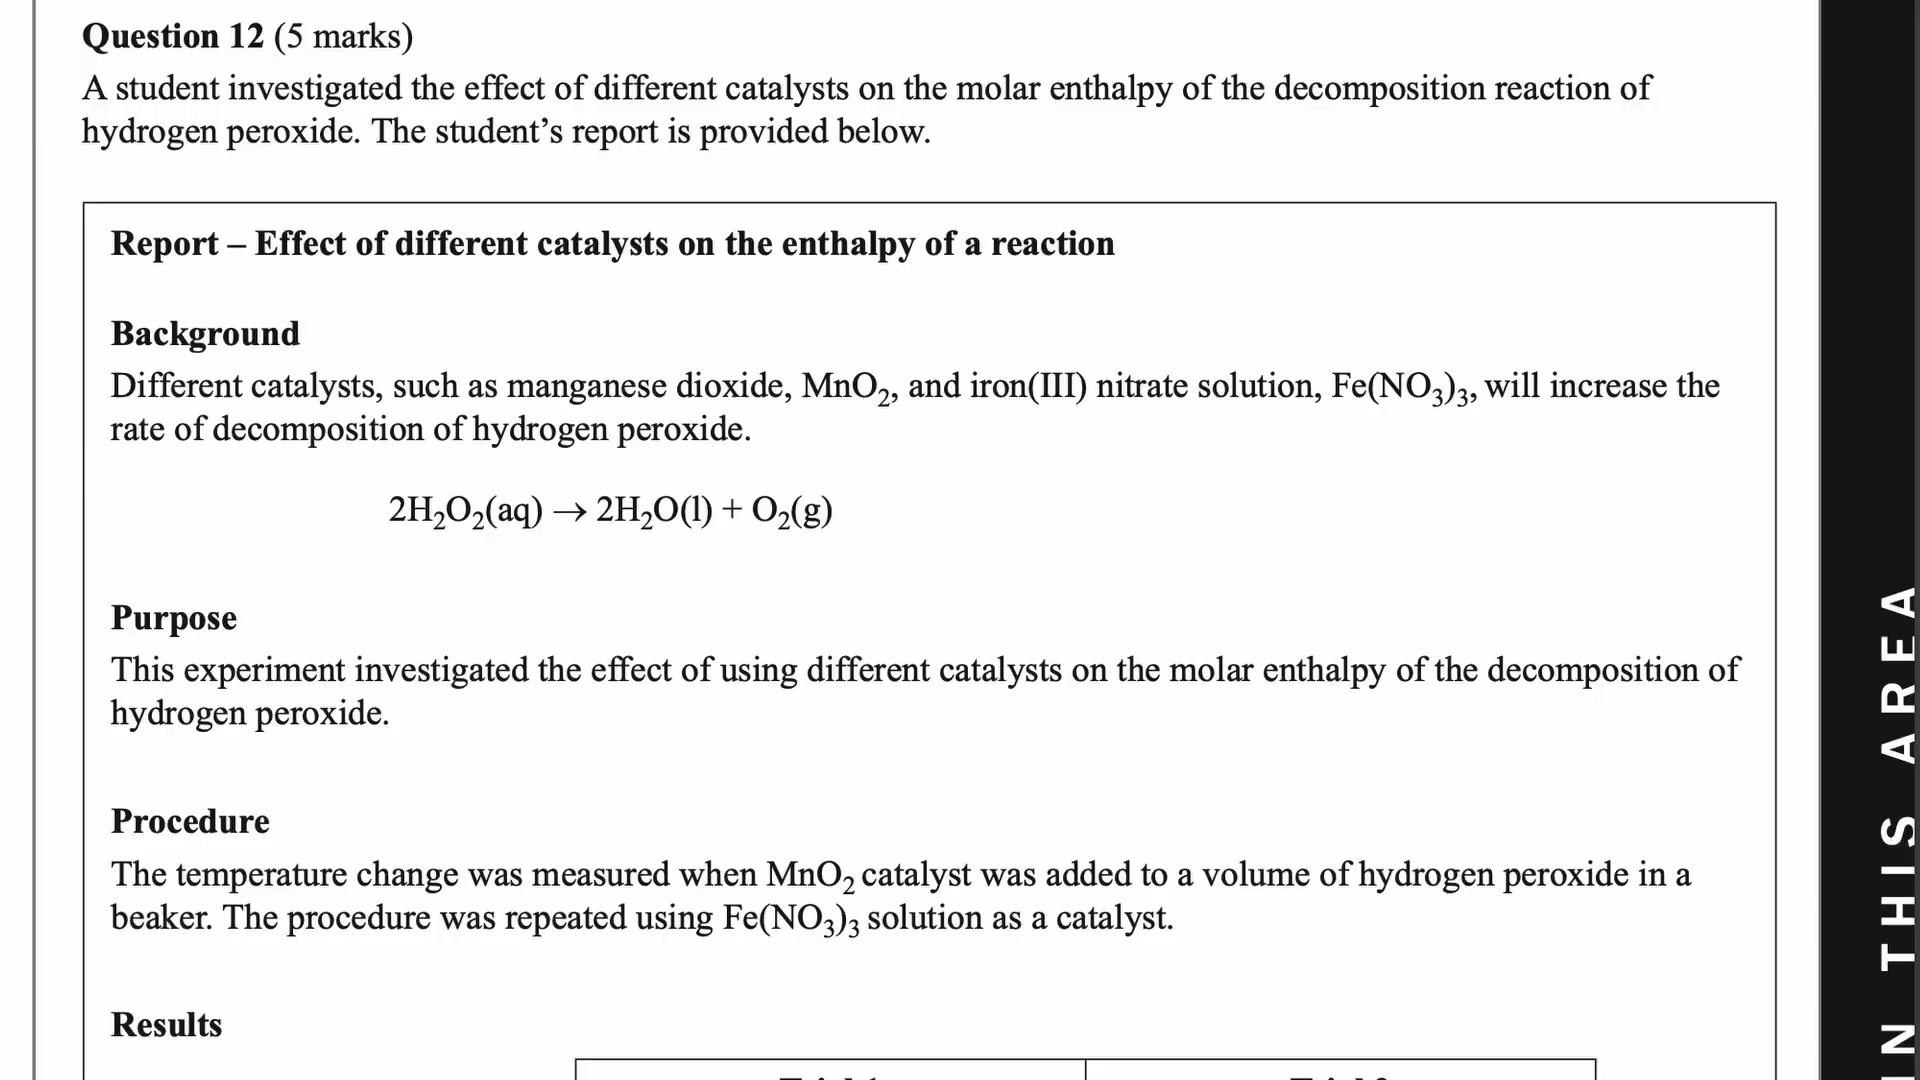 Question 12 (5 marks)
A student investigated the effect of different catalysts on the molar enthalpy of the decomposition reaction of
hydrogen peroxide. The student's report is provided below.
Report – Effect of different catalysts on the enthalpy of a reaction
Background
Different catalysts, such as manganese dioxide, MnO₂, and iron(III) nitrate solution, Fe(NO₃)₃, will increase the
rate of decomposition of hydrogen peroxide.
2H₂O₂(aq) → 2H₂O(l) + O₂(g)
Purpose
This experiment investigated the effect of using different catalysts on the molar enthalpy of the decomposition of
hydrogen peroxide.
Procedure
The temperature change was measured when MnO₂ catalyst was added to a volume of hydrogen peroxide in a
beaker. The procedure was repeated using Fe(NO₃)₃ solution as a catalyst.
Results
IN THIS AREA